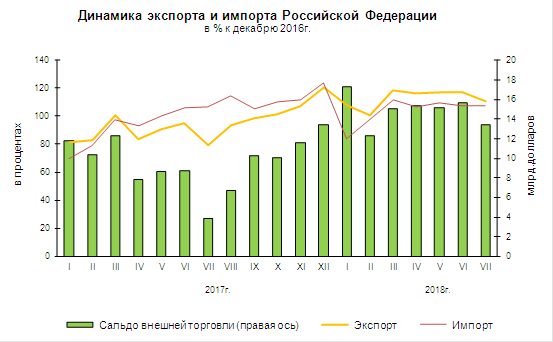 Динамика экспорта и импорта Российской Федерации
в % к декабрю 2016г.
140
120
100
80
60
40
20
0
в процентах
20
18
16
14
12
10
8
6
4
2
0
млрд долларов
I II III IV V VI VII VIII IX X XI XII I II III IV V VI VII
2017г. 2018г.
Сальдо внешней торговли (правая ось) Экспорт Импорт